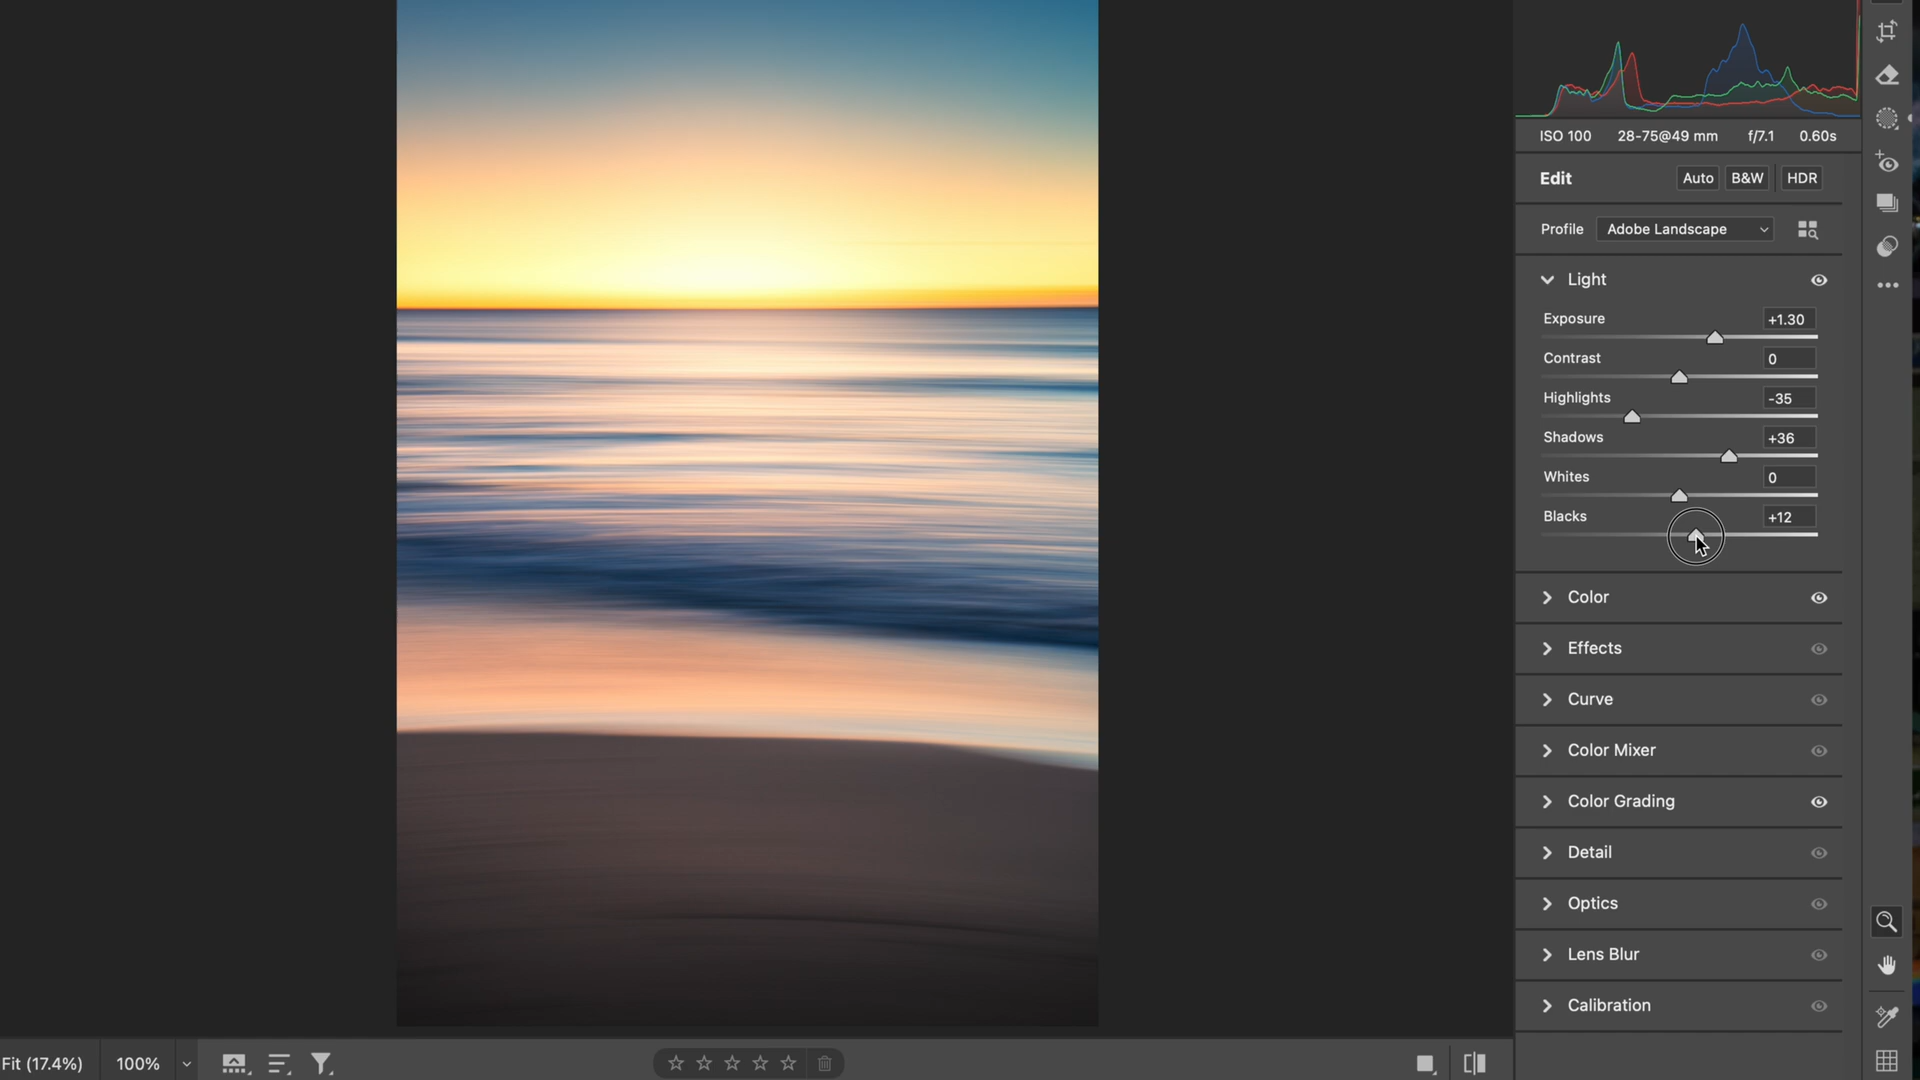 ISO 100 28-75@49 mm f/7.1 0.60s
Edit Auto B&W HDR
Profile Adobe Landscape
Light
Exposure +1.30
Contrast 0
Highlights -35
Shadows +36
Whites 0
Blacks +12
Color
Effects
Curve
Color Mixer
Color Grading
Detail
Optics
Lens Blur
Calibration
Fit (17.4%) 100%